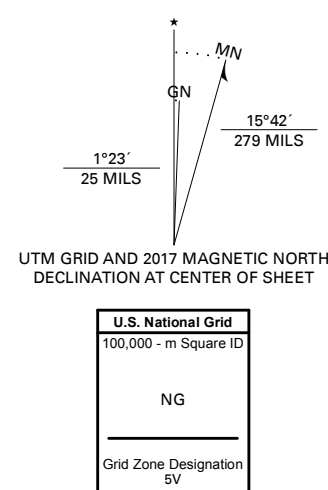 ★
MN
GN
15°42´
279 MILS
1°23´
25 MILS
UTM GRID AND 2017 MAGNETIC NORTH
DECLINATION AT CENTER OF SHEET
U.S. National Grid
100,000 - m Square ID
NG
Grid Zone Designation
5V